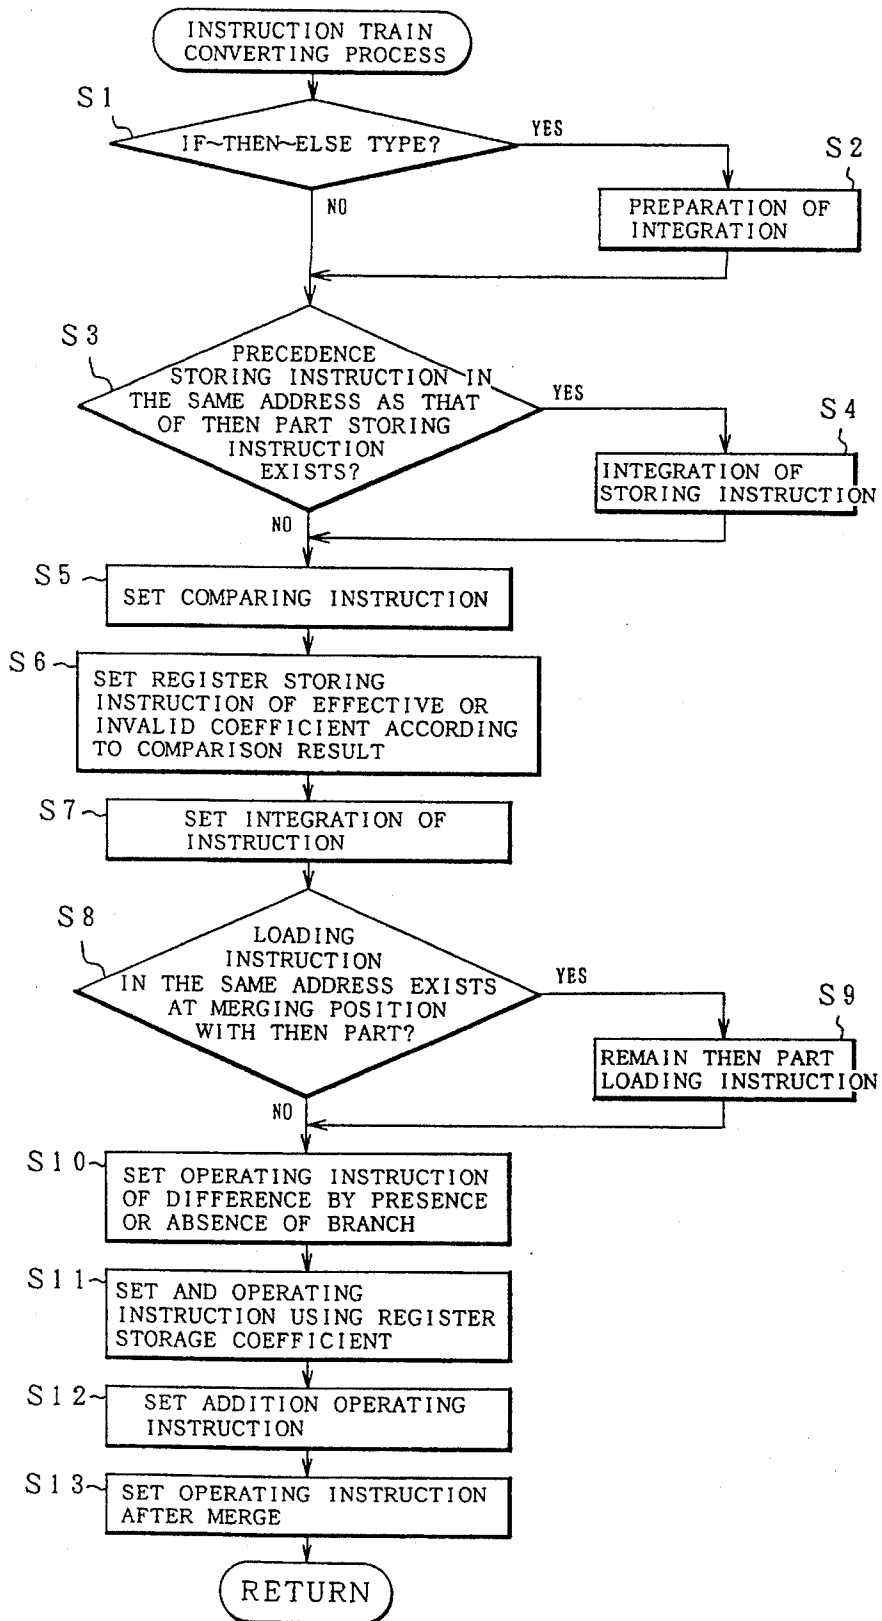 INSTRUCTION TRAIN
CONVERTING PROCESS
S1
IF~THEN~ELSE TYPE?
YES
S2
PREPARATION OF
INTEGRATION
NO
S3
PRECEDENCE
STORING INSTRUCTION IN
THE SAME ADDRESS AS THAT
OF THEN PART STORING
INSTRUCTION
EXISTS?
YES
S4
INTEGRATION OF
STORING INSTRUCTION
NO
S5
SET COMPARING INSTRUCTION
S6
SET REGISTER STORING
INSTRUCTION OF EFFECTIVE OR
INVALID COEFFICIENT ACCORDING
TO COMPARISON RESULT
S7
SET INTEGRATION OF
INSTRUCTION
S8
LOADING
INSTRUCTION
IN THE SAME ADDRESS EXISTS
AT MERGING POSITION
WITH THEN PART?
YES
S9
REMAIN THEN PART
LOADING INSTRUCTION
NO
S10
SET OPERATING INSTRUCTION
OF DIFFERENCE BY PRESENCE
OR ABSENCE OF BRANCH
S11
SET AND OPERATING
INSTRUCTION USING REGISTER
STORAGE COEFFICIENT
S12
SET ADDITION OPERATING
INSTRUCTION
S13
SET OPERATING INSTRUCTION
AFTER MERGE
RETURN